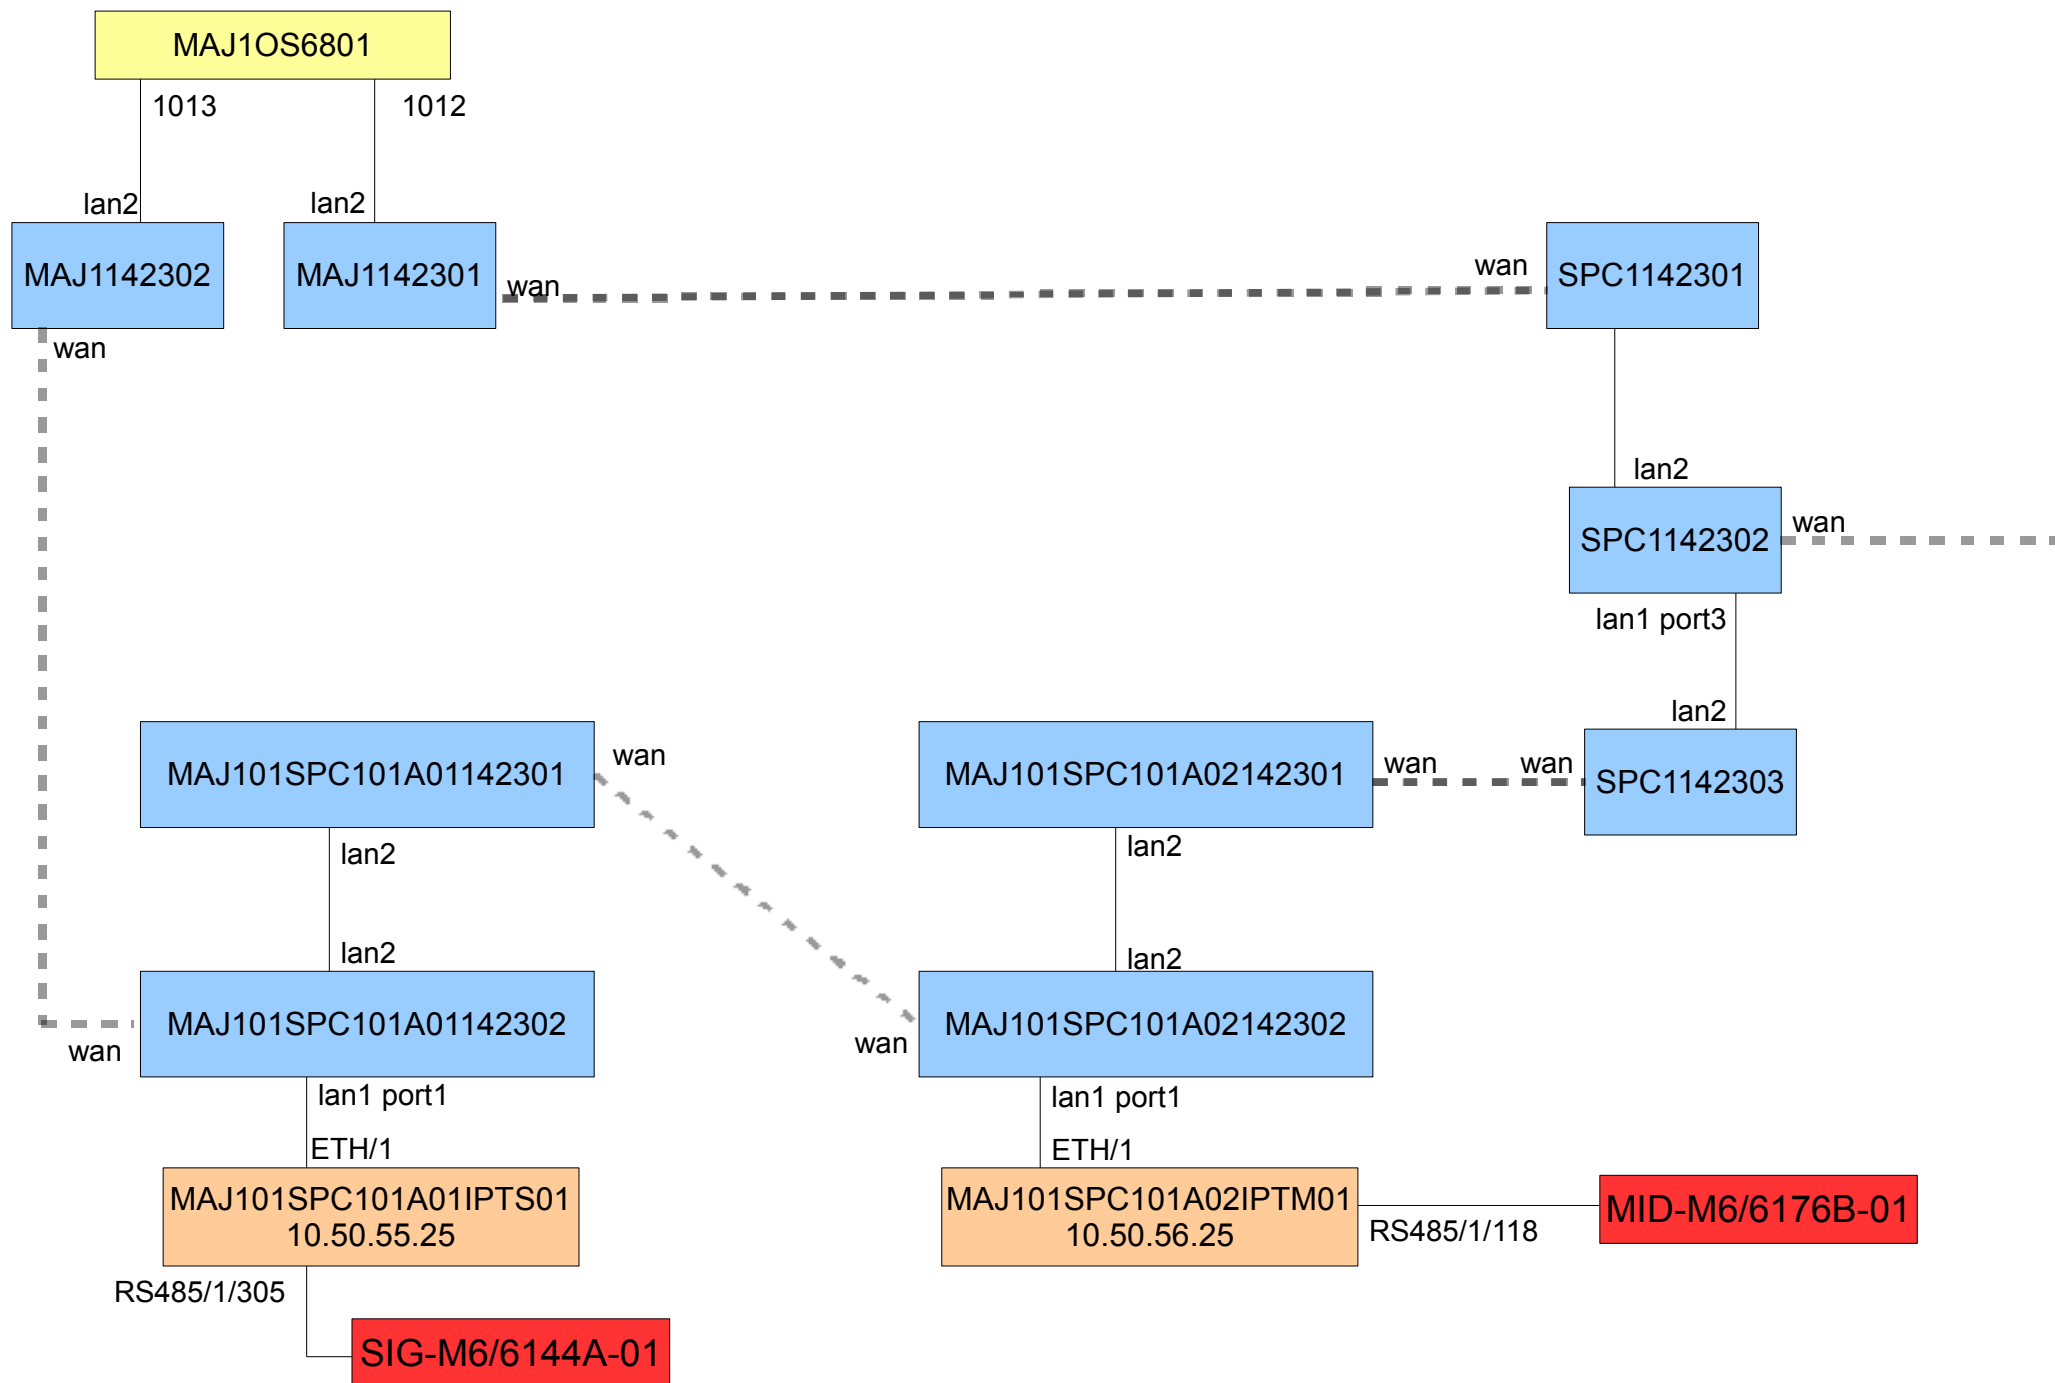 MAJ1OS6801
1013
1012
lan2
lan2
MAJ1142302
MAJ1142301
wan
wan
SPC1142301
wan
lan2
SPC1142302
wan
lan1 port3
lan2
MAJ101SPC101A01142301
wan
MAJ101SPC101A02142301
wan
wan
SPC1142303
lan2
lan2
lan2
lan2
MAJ101SPC101A01142302
wan
MAJ101SPC101A02142302
wan
lan1 port1
lan1 port1
ETH/1
ETH/1
MAJ101SPC101A01IPTS01
10.50.55.25
MAJ101SPC101A02IPTM01
10.50.56.25
RS485/1/118
MID-M6/6176B-01
RS485/1/305
SIG-M6/6144A-01